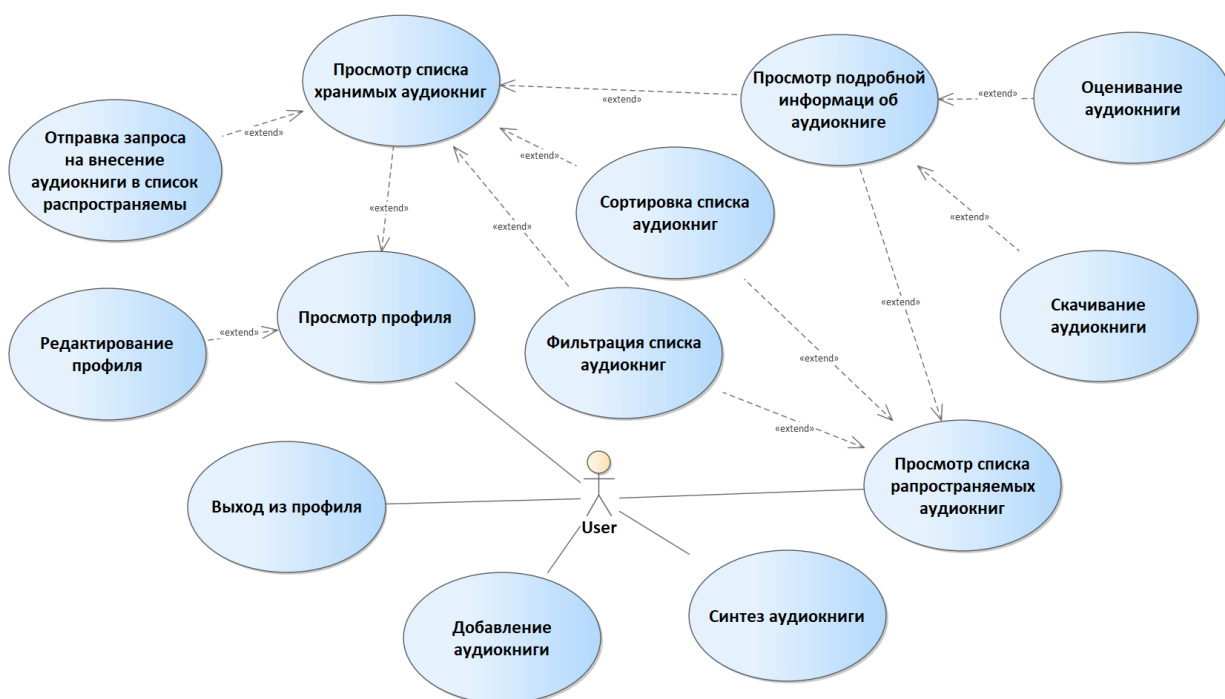 Просмотр списка
хранимых аудиокниг
«extend»
Просмотр подробной
информаци об
аудиокниге
«extend»
Оценивание
аудиокниги
Отправка запроса
на внесение
аудиокниги в список
распространяемы
«extend»
«extend»
Сортировка списка
аудиокниг
«extend»
«extend»
«extend»
Просмотр профиля
«extend»
Редактирование
профиля
«extend»
Скачивание
аудиокниги
Фильтрация списка
аудиокниг
«extend»
«extend»
Просмотр списка
рапространяемых
аудиокниг
Выход из профиля
User
Добавление
аудиокниги
Синтез аудиокниги